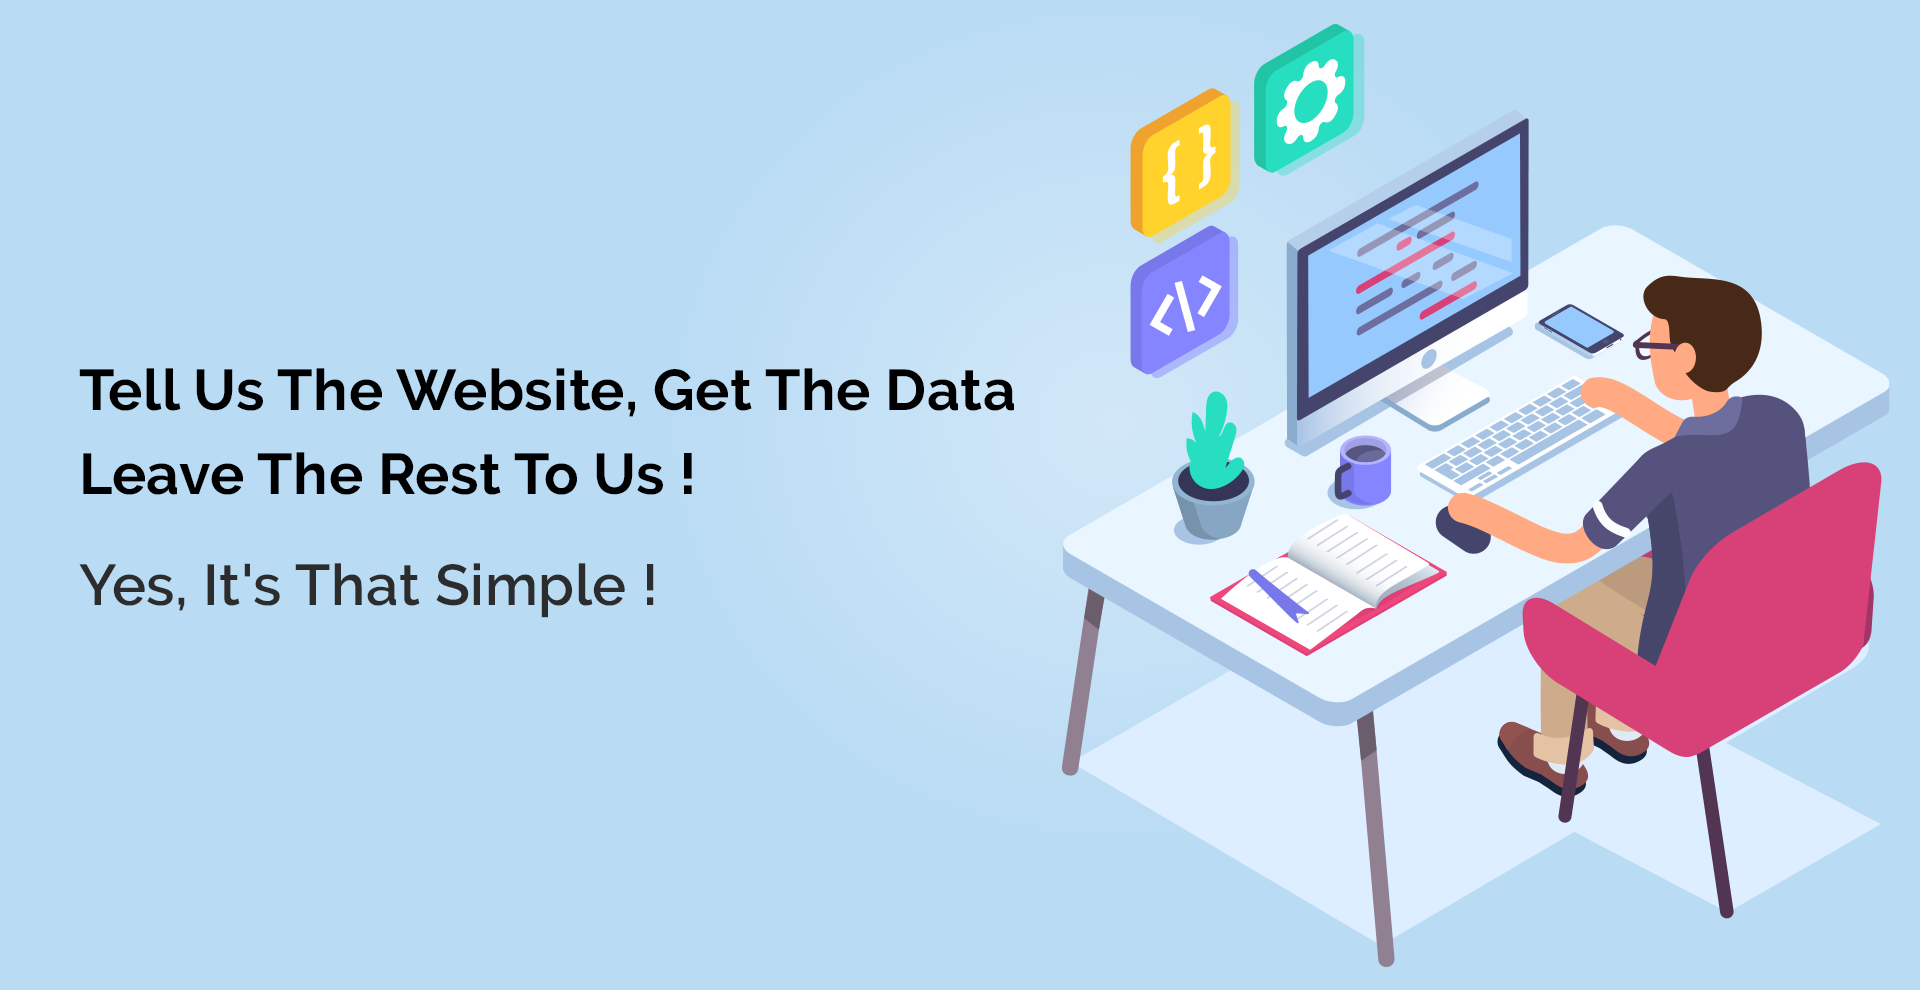 Tell Us The Website, Get The Data
Leave The Rest To Us !
Yes, It's That Simple !
{ }
</>